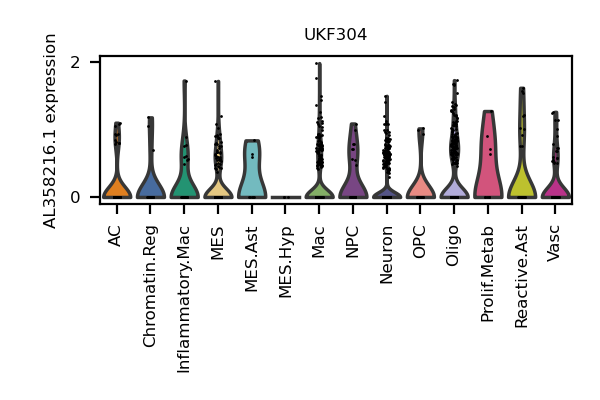 UKF304
AL358216.1 expression
2
0
AC
Chromatin.Reg
Inflammatory.Mac
MES
MES.Ast
MES.Hyp
Mac
NPC
Neuron
OPC
Oligo
Prolif.Metab
Reactive.Ast
Vasc